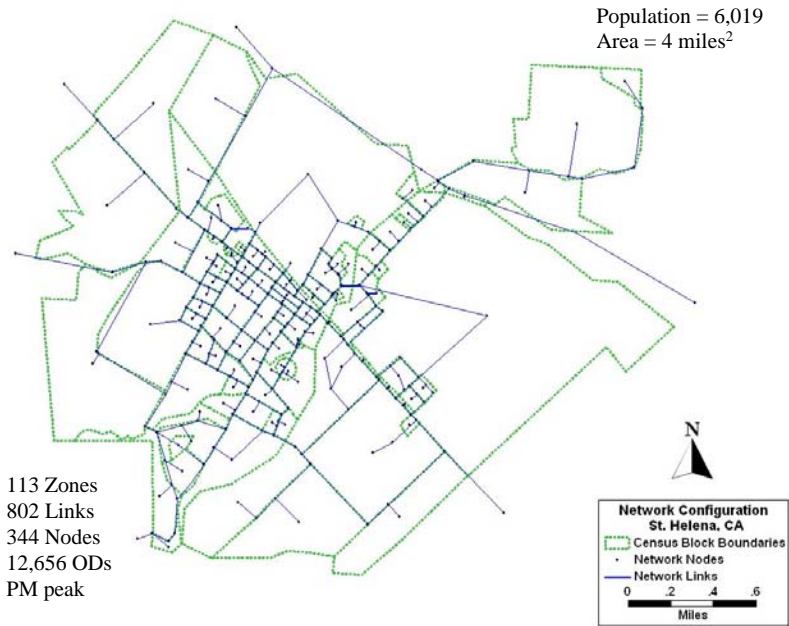 Population = 6,019
Area = 4 miles²
113 Zones
802 Links
344 Nodes
12,656 ODs
PM peak
N
Network Configuration
St. Helena, CA
Census Block Boundaries
Network Nodes
Network Links
0 .2 .4 .6
Miles